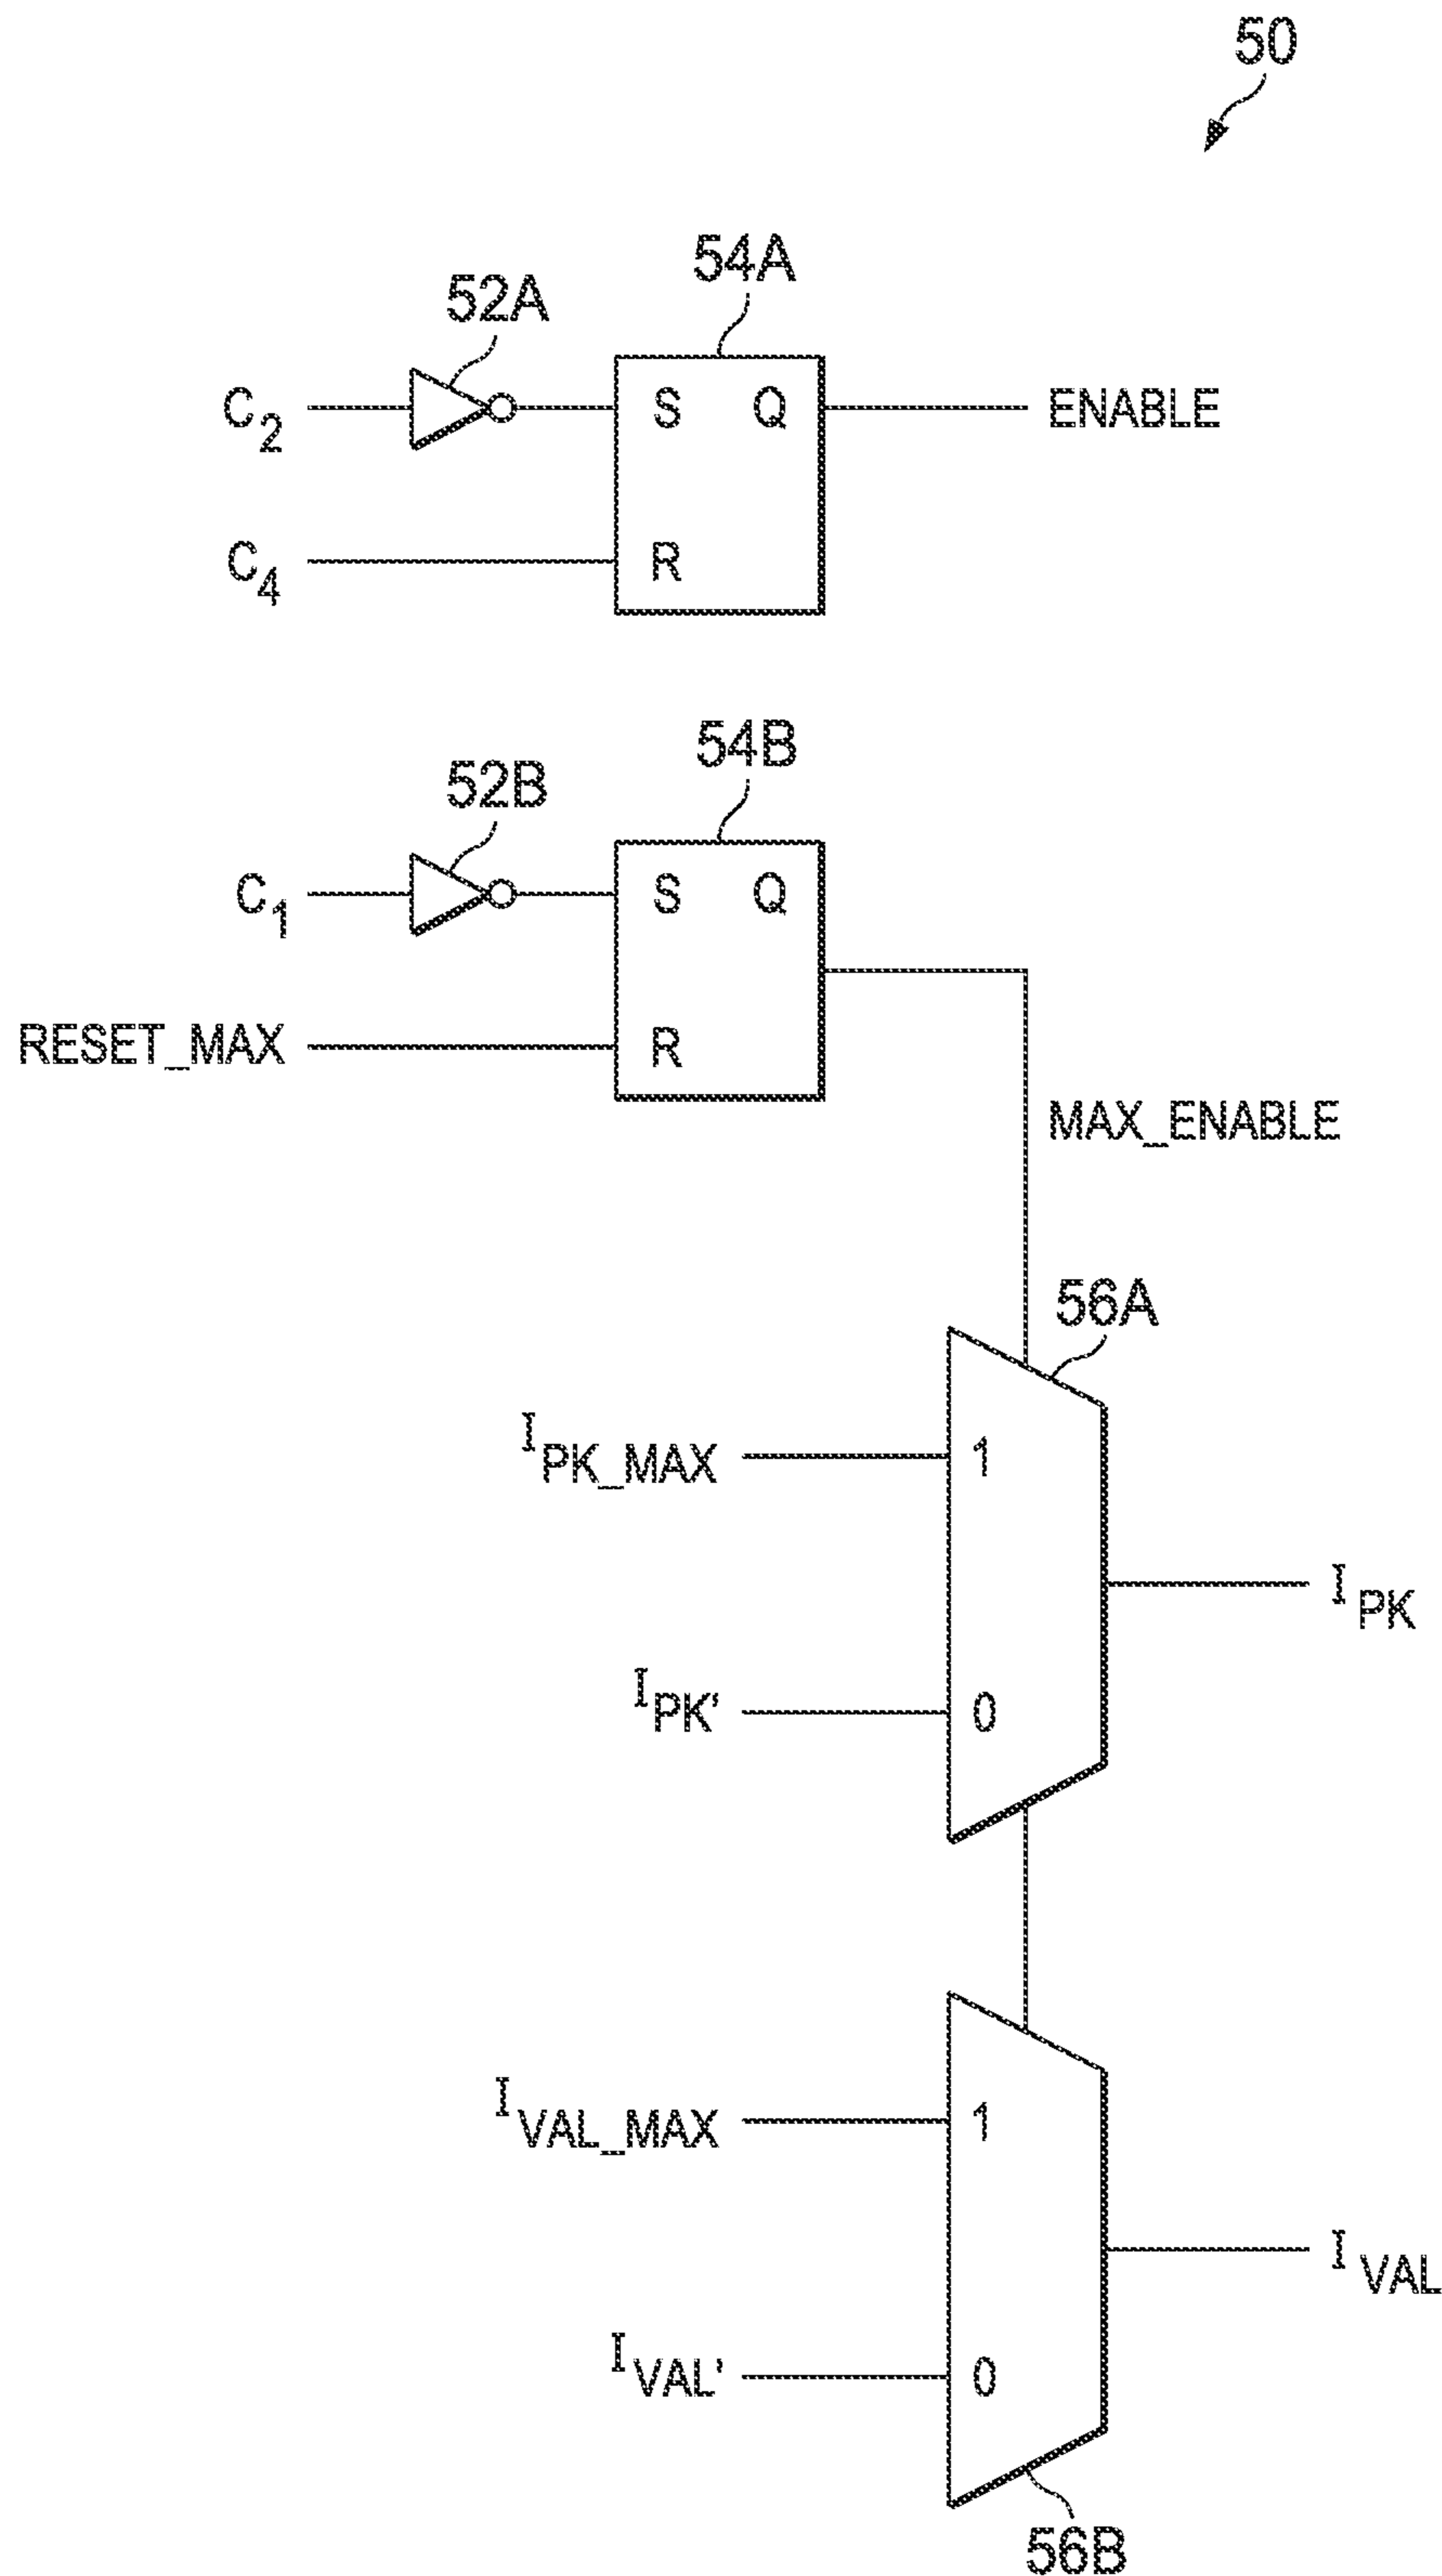 50
54A
52A
C2 S Q ENABLE
C4 R
54B
52B
C1 S Q
RESET_MAX R
MAX_ENABLE
56A
IPK_MAX 1
IPK
IPK' 0
IVAL_MAX 1
IVAL
IVAL' 0
56B